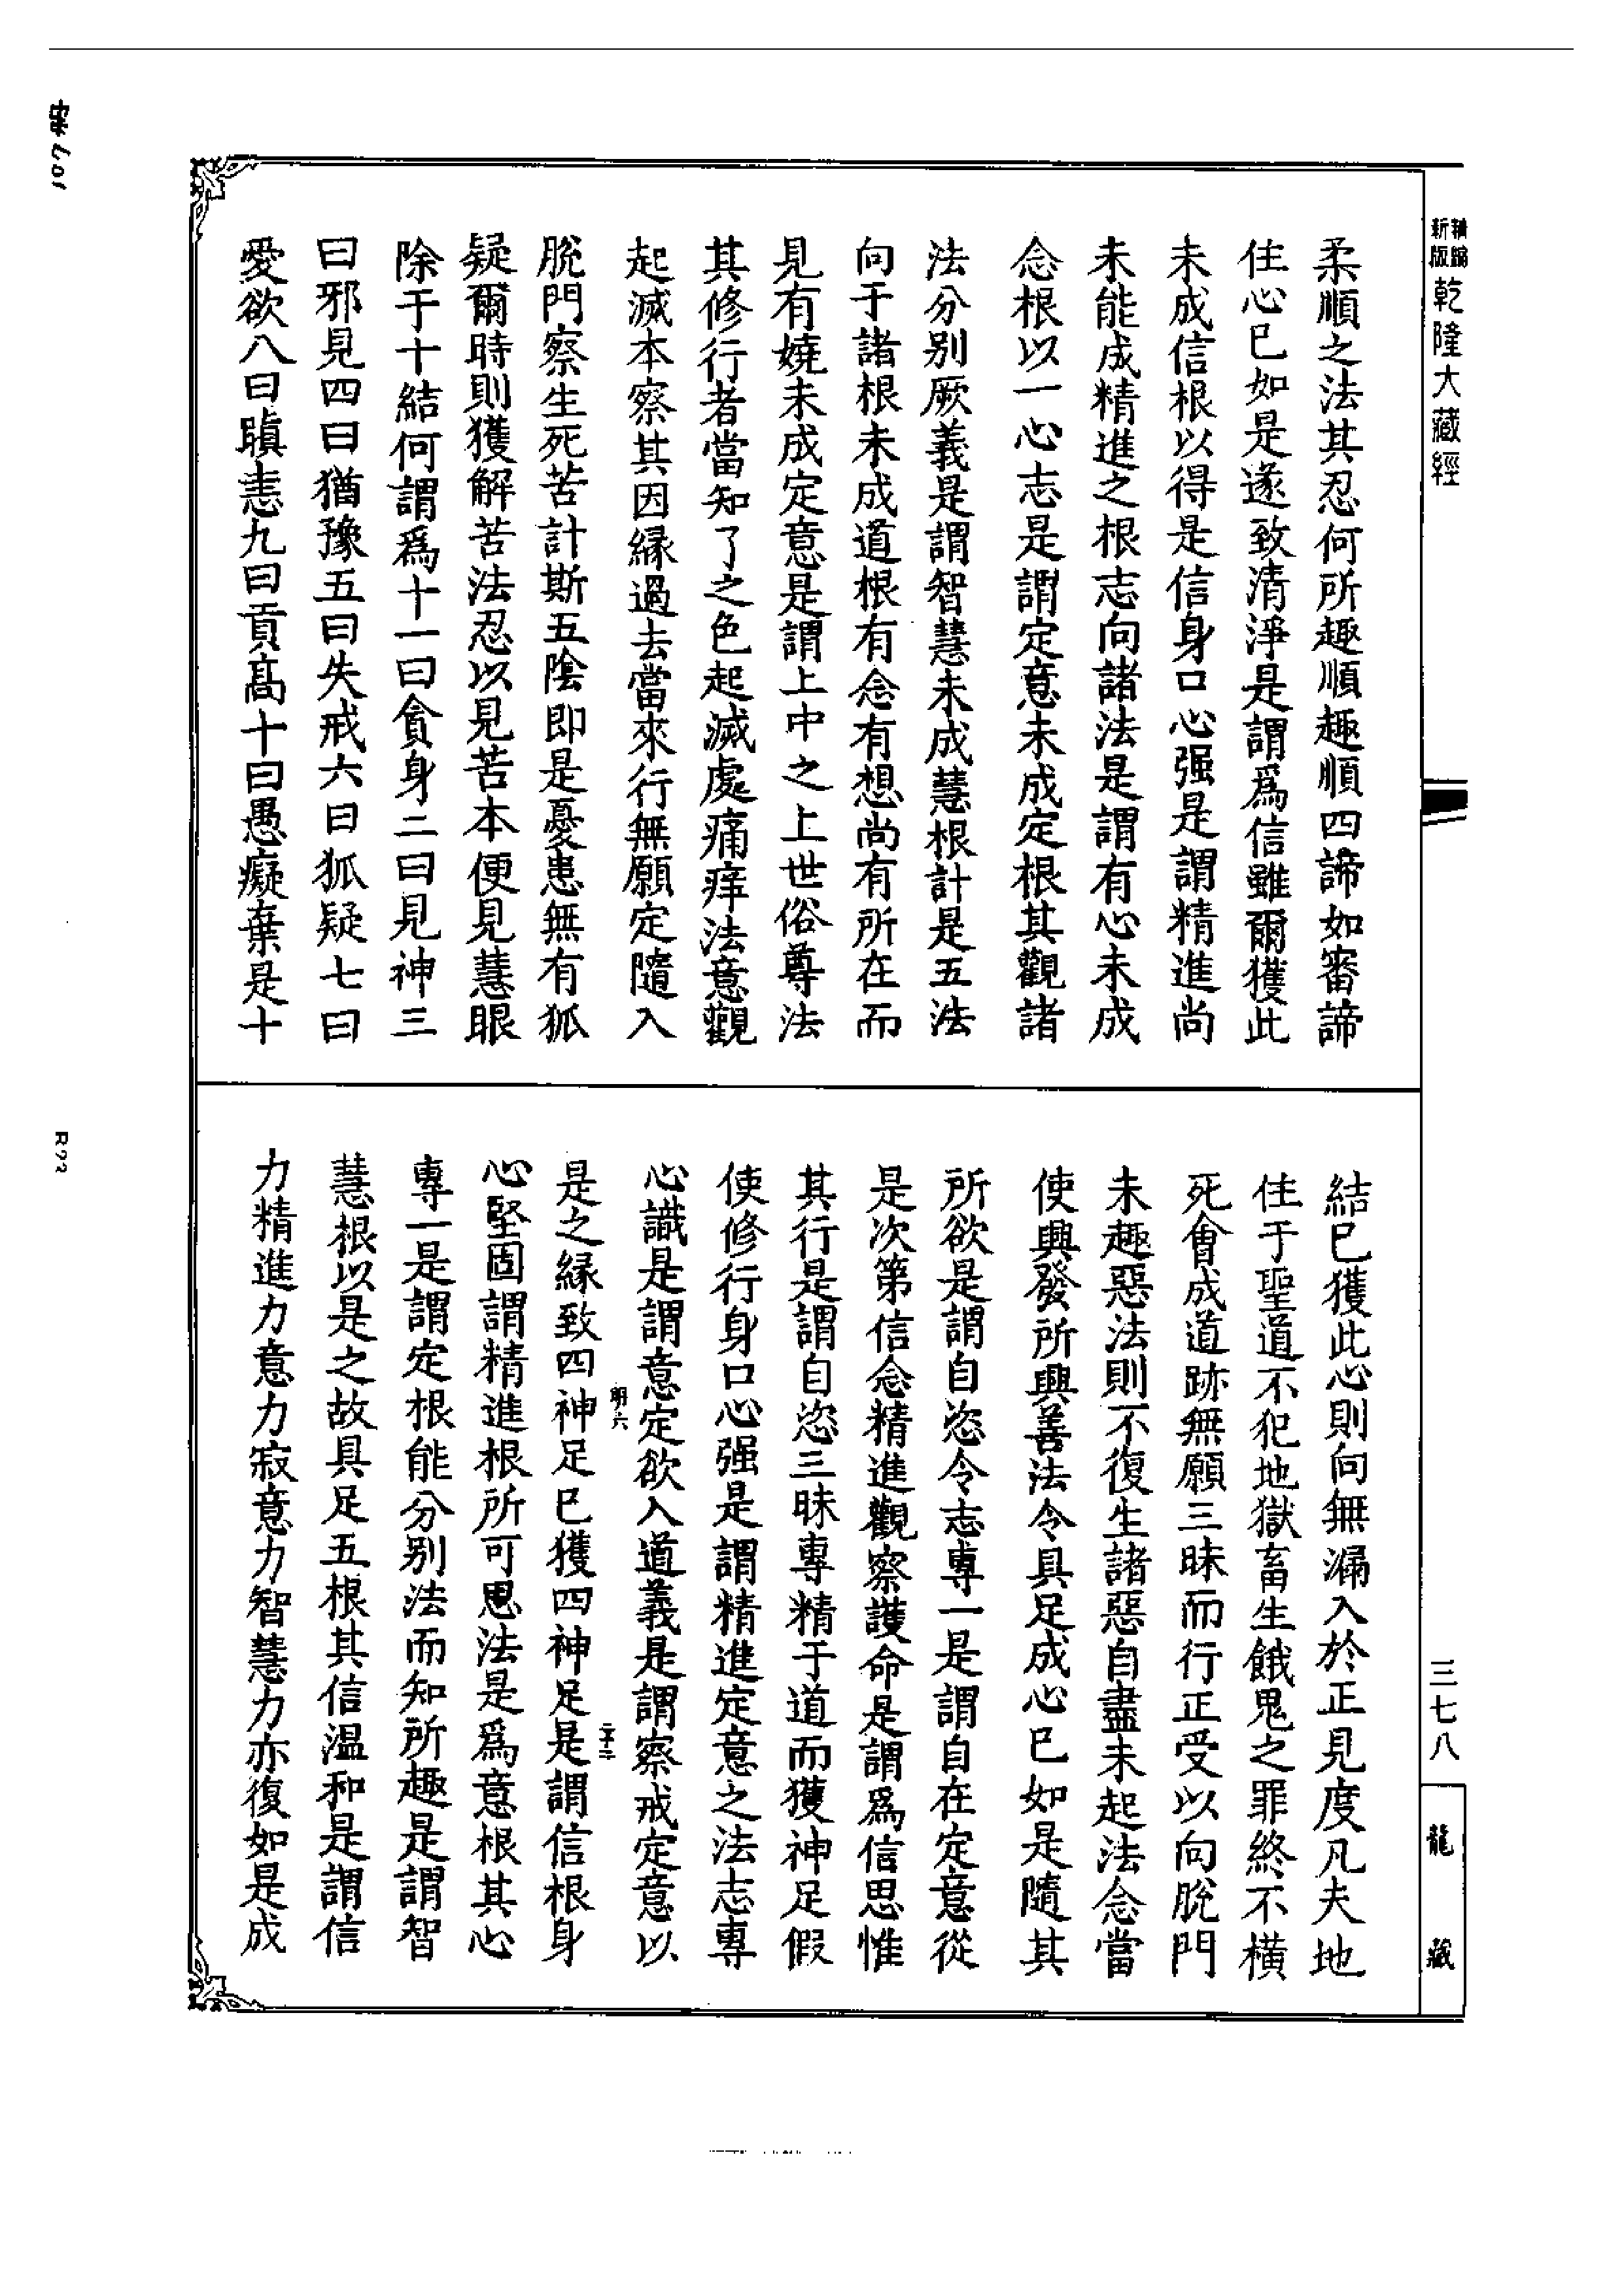 新版
乾隆大藏經
柔順之法其忍何所趣順趣順四諦如審諦
住心巳如是遂致清淨是謂爲信雖爾獲此
未成信根以得是信身口心强是謂精進尚
未能成精進之根志向諸法是謂有心未成
念根以一心志是謂定意未成定根其觀諸
法分别厥義是謂智慧未成慧根計是五法
向于諸根未成道根有念有想尚有所在而
見有嬈未成定意是謂上中之上世俗尊法
其修行者當知了之色起滅處痛痒法意觀
起滅本察其因緣過去當來行無願定隨入
脫門察生死苦計斯五陰即是憂患無有狐
疑爾時則獲解苦法忍以見苦本便見慧眼
除于十結何謂爲十一曰貪身二曰見神三
曰邪見四曰猶豫五曰失戒六曰狐疑七曰
愛欲八曰瞋恚九曰貢高十曰愚癡棄是十
三七八
龍藏
結巳獲此心則向無漏入於正見度凡夫地
住于聖道不犯地獄畜生餓鬼之罪終不橫
死會成道跡無願三昧而行正受以向脫門
未趣惡法則不復生諸惡自盡未起法念當
使興發所興善法令具足成心巳如是隨其
所欲是謂自恣令志專一是謂自在定意從
是次第信念精進觀察護命是謂爲信思惟
其行是謂自恣三昧專精于道而獲神足假
使修行身口心强是謂精進定意之法志專
心識是謂意定欲入道義是謂察戒定意以
是之緣致四神足巳獲四神足是謂信根身
心堅固謂精進根所可思法是爲意根其心
專一是謂定根能分别法而知所趣是謂智
慧根以是之故具足五根其信温和是謂信
力精進力意力寂意力智慧力亦復如是成